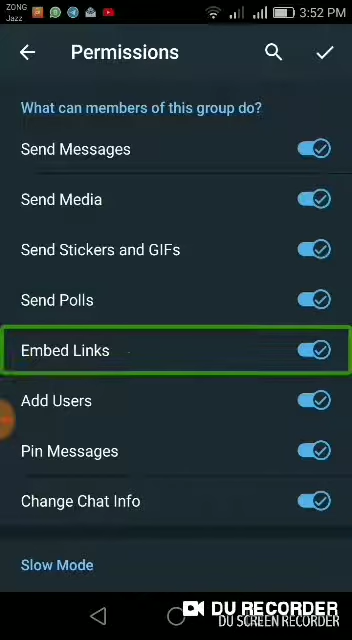 ZONG
Jazz
3:52 PM
Permissions
What can members of this group do?
Send Messages
Send Media
Send Stickers and GIFs
Send Polls
Embed Links
Add Users
Pin Messages
Change Chat Info
Slow Mode
DU RECORDER
DU SCREEN RECORDER